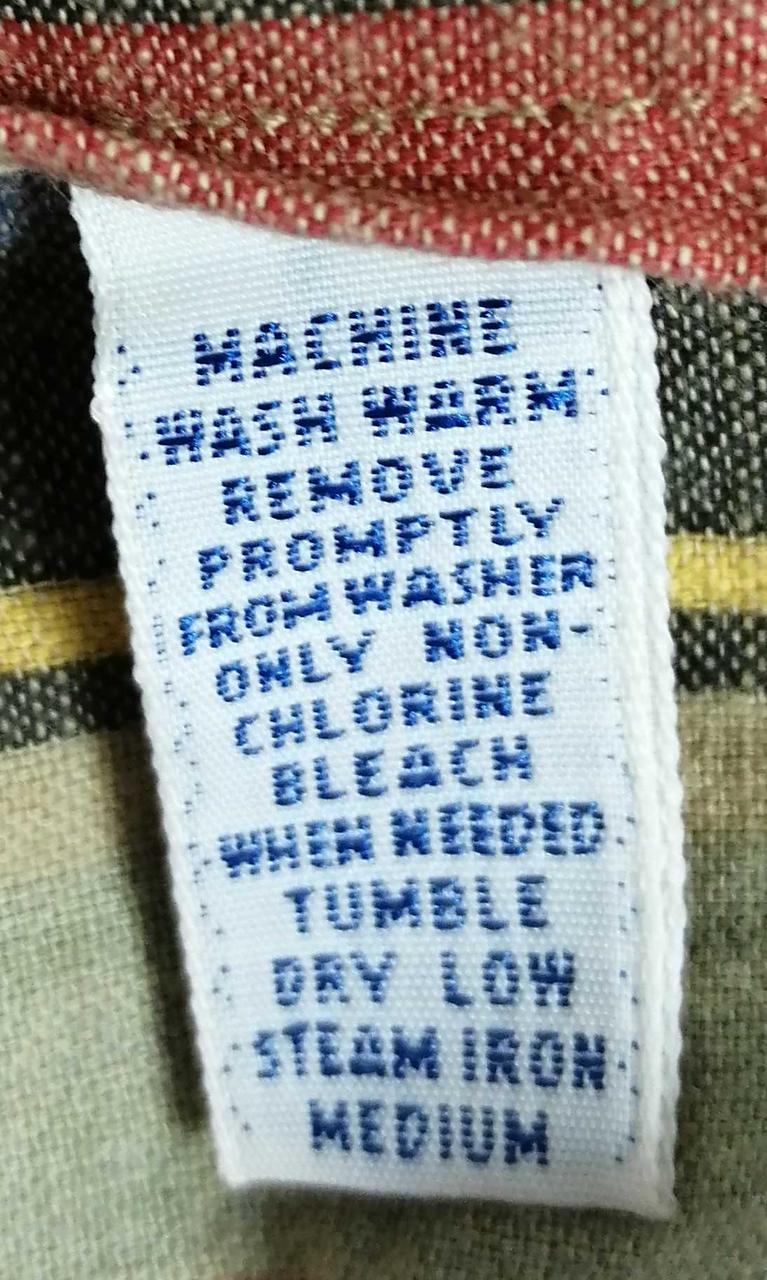 MACHINE
WASH WARM
REMOVE
PROMPTLY
FROM WASHER
ONLY NON-
CHLORINE
BLEACH
WHEN NEEDED
TUMBLE
DRY LOW
STEAM IRON
MEDIUM